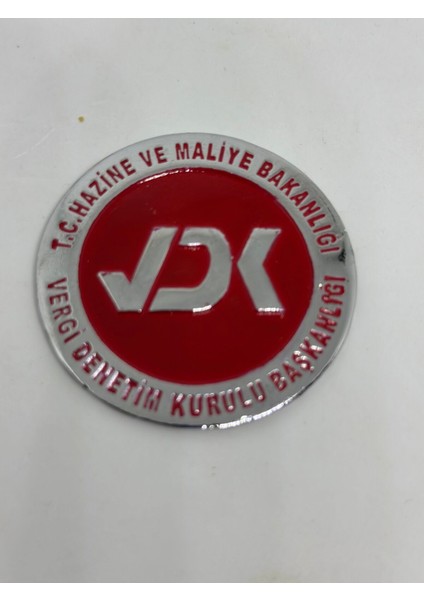 T.C.HAZİNE VE MALİYE BAKANLIĞI
VDK
VERGİ DENETİM KURULU BAŞKANLIĞI